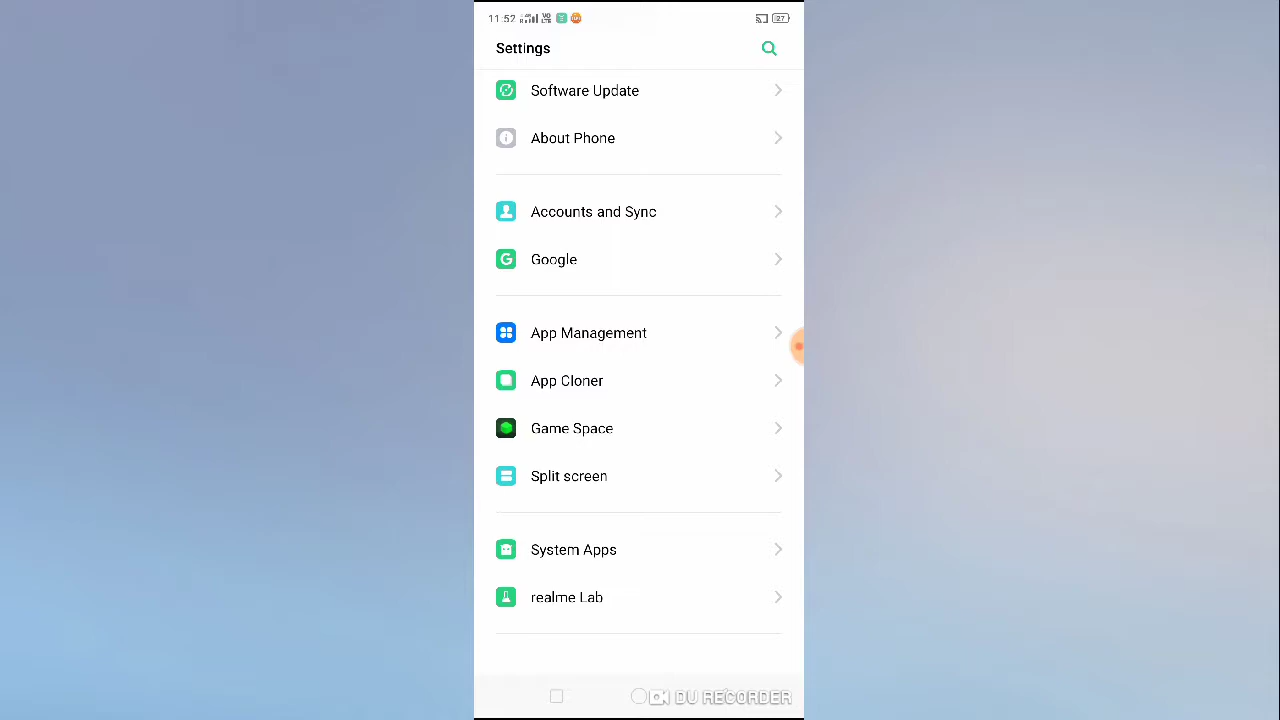 11:52
27
Settings
Software Update
About Phone
Accounts and Sync
Google
App Management
App Cloner
Game Space
Split screen
System Apps
realme Lab
DU RECORDER